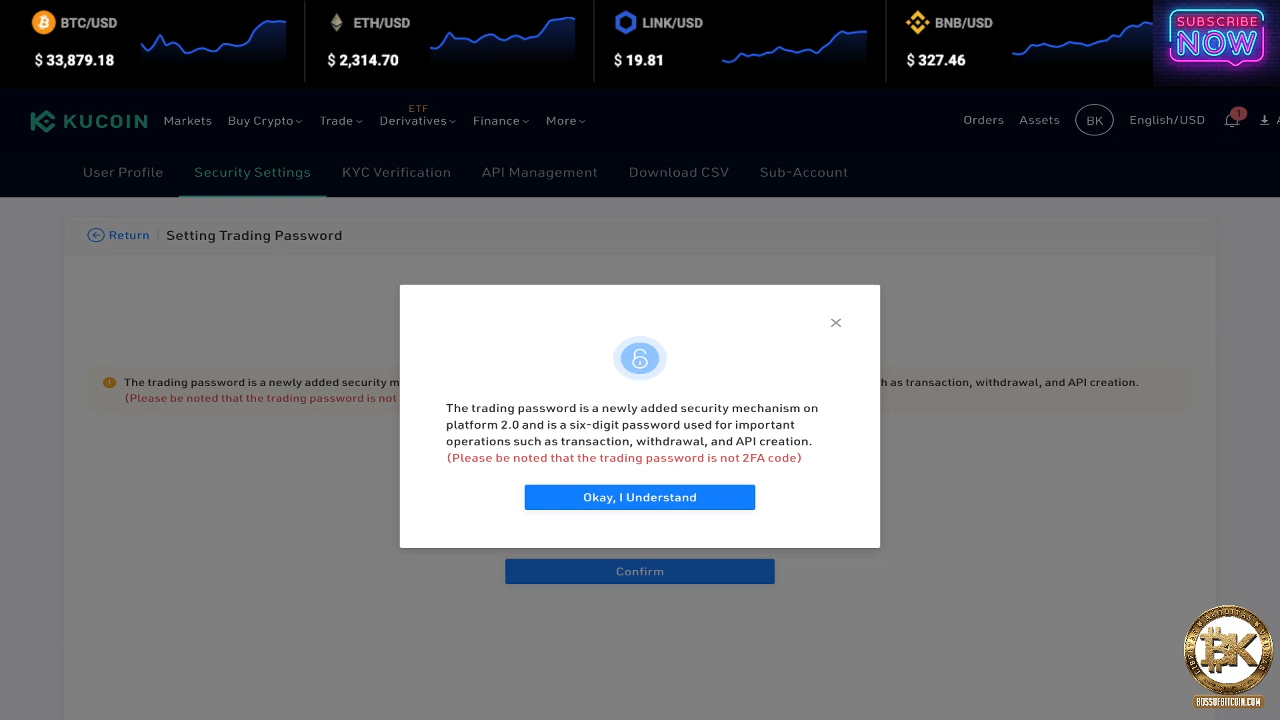 BTC/USD
$ 33,879.18
ETH/USD
$ 2,314.70
LINK/USD
$ 19.81
BNB/USD
$ 327.46
SUBSCRIBE
NOW
KUCOIN
Markets
Buy Crypto
Trade
ETF
Derivatives
Finance
More
Orders
Assets
BK
English/USD
1
User Profile
Security Settings
KYC Verification
API Management
Download CSV
Sub-Account
Return
Setting Trading Password
The trading password is a newly added security m
h as transaction, withdrawal, and API creation.
(Please be noted that the trading password is not
The trading password is a newly added security mechanism on
platform 2.0 and is a six-digit password used for important
operations such as transaction, withdrawal, and API creation.
(Please be noted that the trading password is not 2FA code)
Okay, I Understand
Confirm
BK
BOSSOFBITCOIN.COM